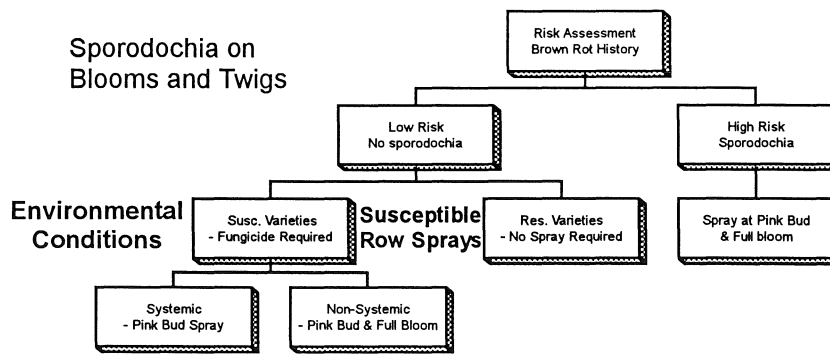 Sporodochia on
Blooms and Twigs
Risk Assessment
Brown Rot History
Low Risk
No sporodochia
High Risk
Sporodochia
Environmental
Conditions
Susc. Varieties
- Fungicide Required
Susceptible
Row Sprays
Res. Varieties
- No Spray Required
Spray at Pink Bud
& Full bloom
Systemic
- Pink Bud Spray
Non-Systemic
- Pink Bud & Full Bloom